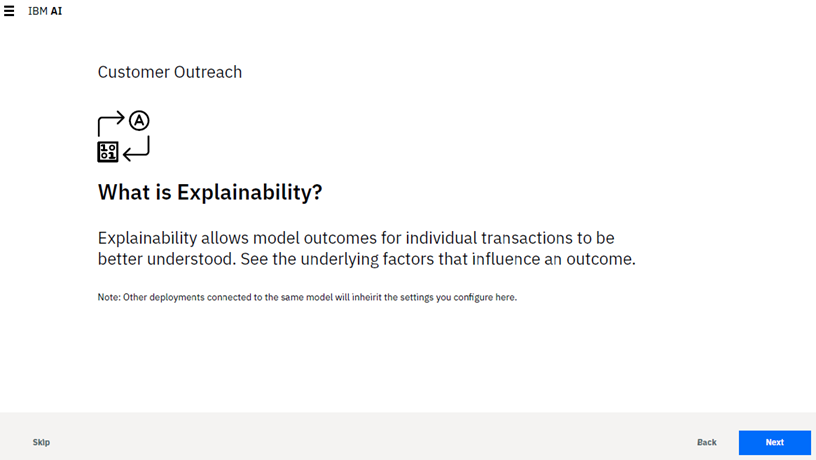 IBM AI
Customer Outreach
A
10
01
What is Explainability?
Explainability allows model outcomes for individual transactions to be
better understood. See the underlying factors that influence an outcome.
Note: Other deployments connected to the same model will inheirit the settings you configure here.
Skip
Back
Next